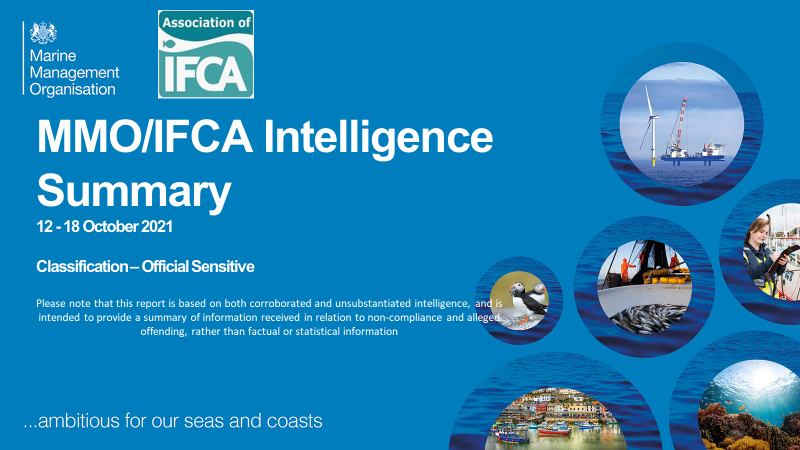 Marine
Management
Organisation
Association of
IFCA
MMO/IFCA Intelligence
Summary
12 - 18 October 2021
Classification – Official Sensitive
Please note that this report is based on both corroborated and unsubstantiated intelligence, and is
intended to provide a summary of information received in relation to non-compliance and alleged
offending, rather than factual or statistical information
...ambitious for our seas and coasts